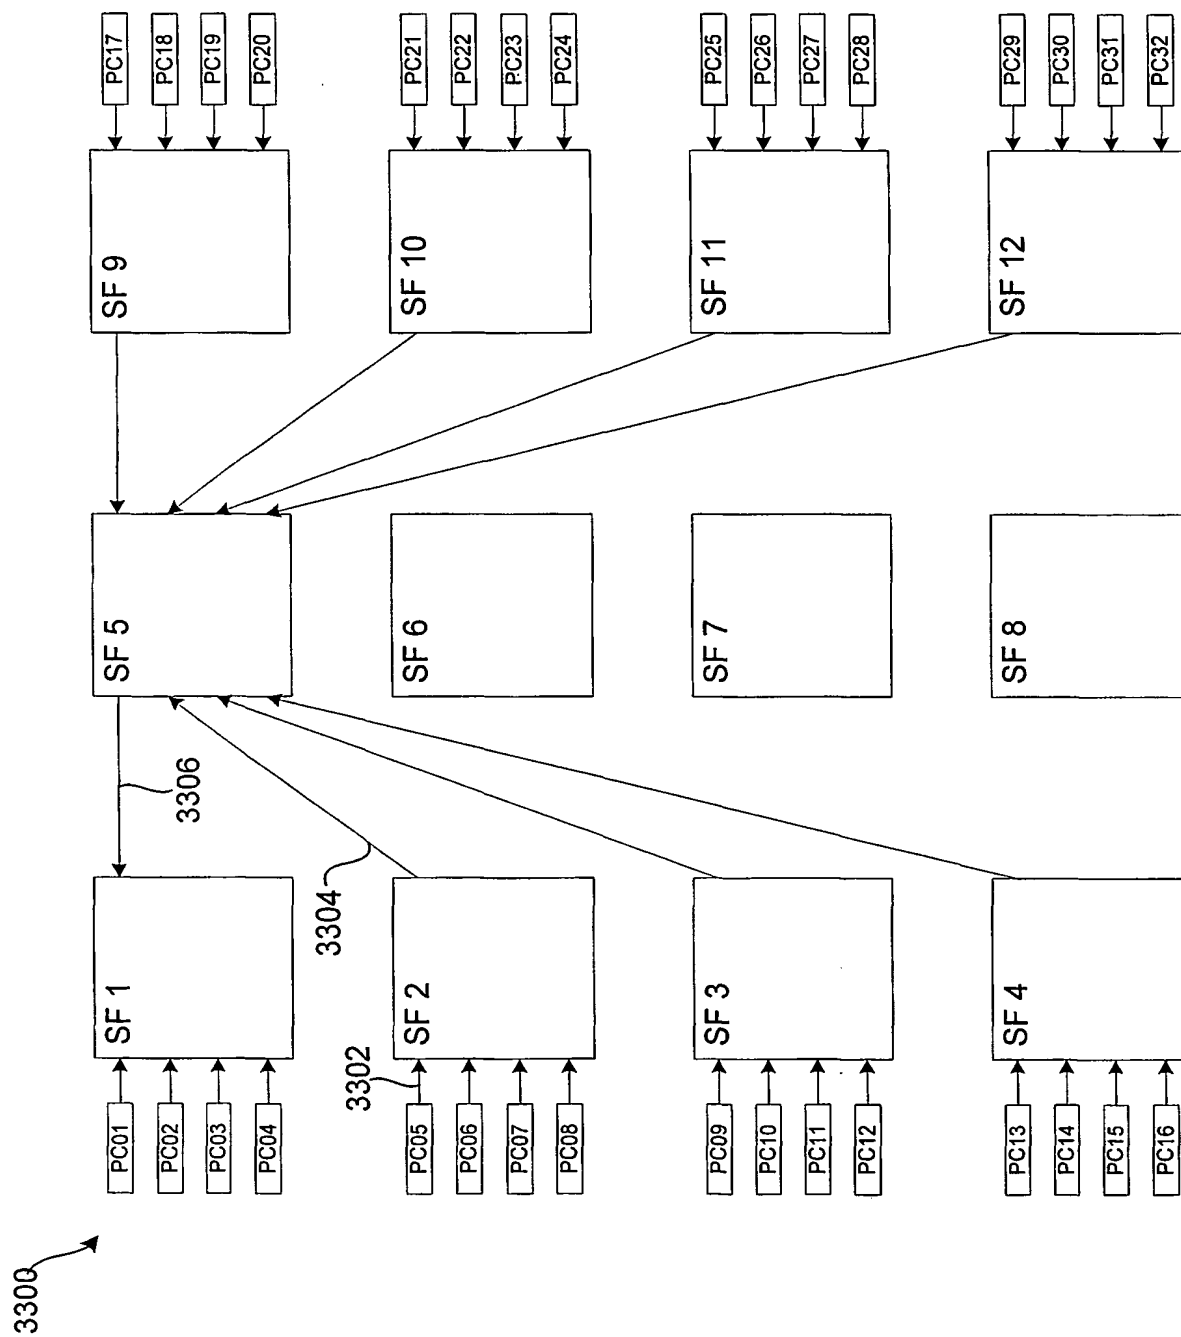 3300
PC01
PC02
PC03
PC04
SF 1
3306
SF 5
SF 9
PC17
PC18
PC19
PC20
PC05
PC06
PC07
PC08
3302
SF 2
3304
SF 6
SF 10
PC21
PC22
PC23
PC24
PC09
PC10
PC11
PC12
SF 3
SF 7
SF 11
PC25
PC26
PC27
PC28
PC13
PC14
PC15
PC16
SF 4
SF 8
SF 12
PC29
PC30
PC31
PC32